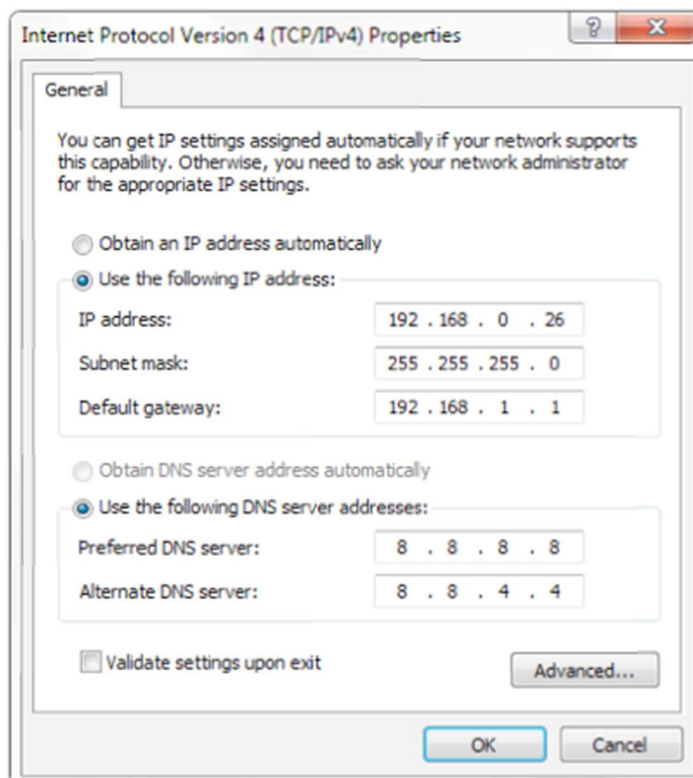 Internet Protocol Version 4 (TCP/IPv4) Properties
General
You can get IP settings assigned automatically if your network supports
this capability. Otherwise, you need to ask your network administrator
for the appropriate IP settings.
Obtain an IP address automatically
Use the following IP address:
IP address: 192 . 168 . 0 . 26
Subnet mask: 255 . 255 . 255 . 0
Default gateway: 192 . 168 . 1 . 1
Obtain DNS server address automatically
Use the following DNS server addresses:
Preferred DNS server: 8 . 8 . 8 . 8
Alternate DNS server: 8 . 8 . 4 . 4
Validate settings upon exit
Advanced...
OK Cancel